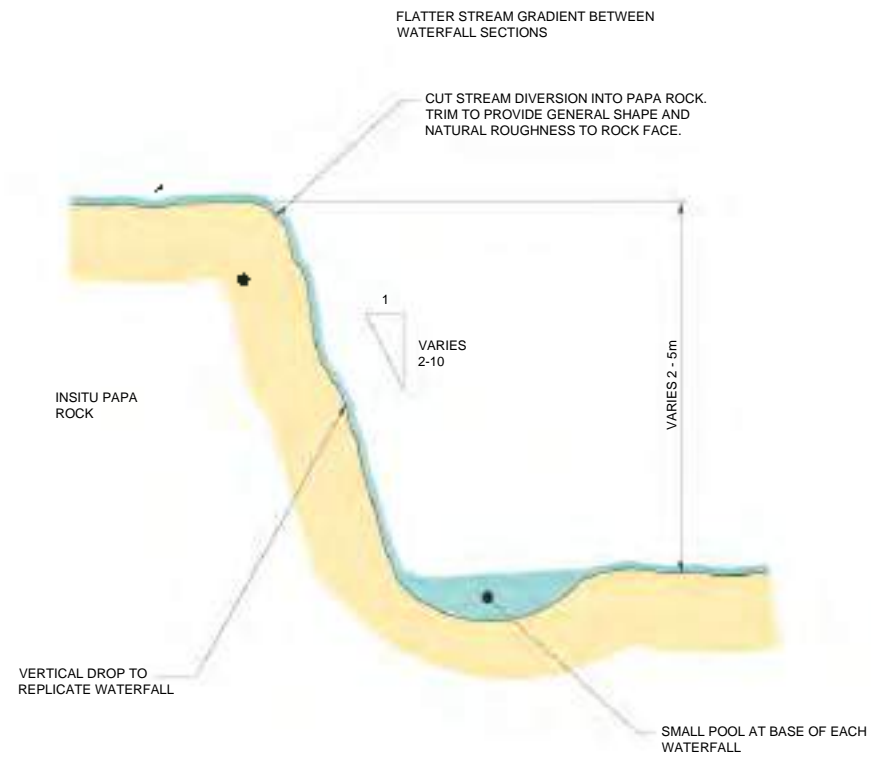 FLATTER STREAM GRADIENT BETWEEN
WATERFALL SECTIONS
CUT STREAM DIVERSION INTO PAPA ROCK.
TRIM TO PROVIDE GENERAL SHAPE AND
NATURAL ROUGHNESS TO ROCK FACE.
1
VARIES
2-10
VARIES 2 - 5m
INSITU PAPA
ROCK
VERTICAL DROP TO
REPLICATE WATERFALL
SMALL POOL AT BASE OF EACH
WATERFALL